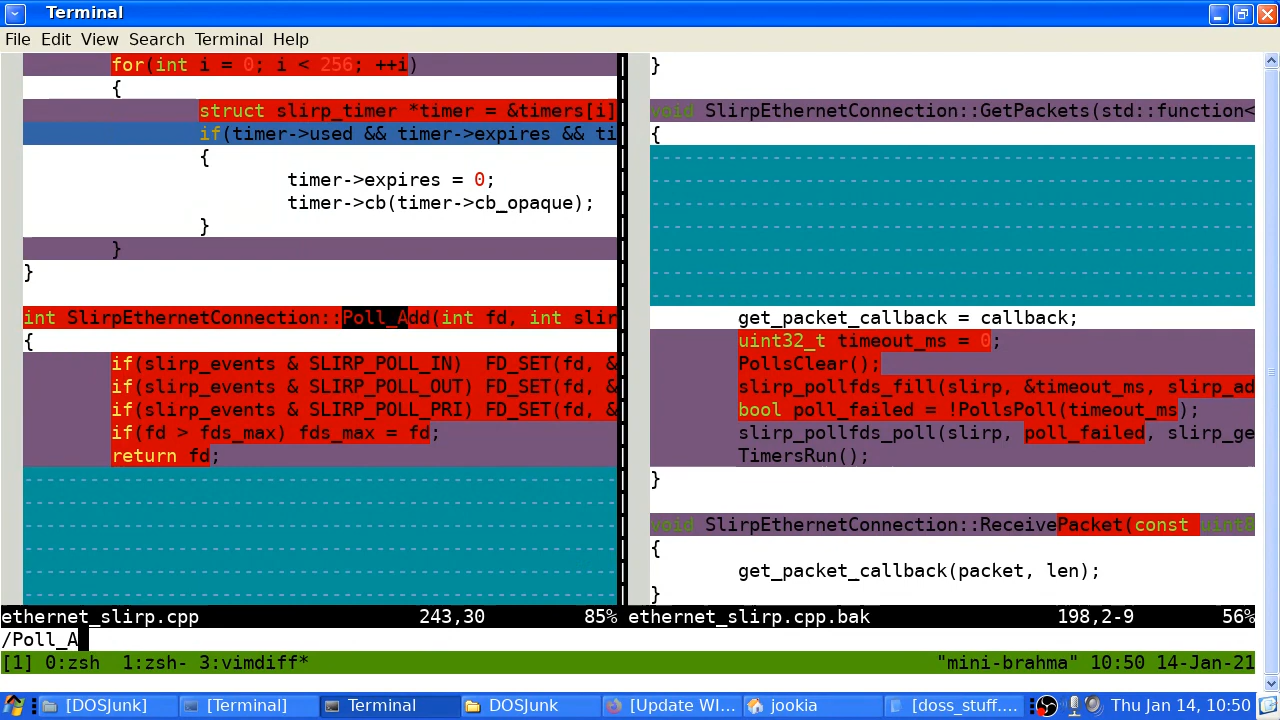 Terminal
File Edit View Search Terminal Help
for(int i = 0; i < 256; ++i)
{
struct slirp_timer *timer = &timers[i]
if(timer->used && timer->expires && ti
{
timer->expires = 0;
timer->cb(timer->cb_opaque);
}
}
}
int SlirpEthernetConnection::Poll_Add(int fd, int slir
{
if(slirp_events & SLIRP_POLL_IN)  FD_SET(fd, &
if(slirp_events & SLIRP_POLL_OUT) FD_SET(fd, &
if(slirp_events & SLIRP_POLL_PRI) FD_SET(fd, &
if(fd > fds_max) fds_max = fd;
return fd;
ethernet_slirp.cpp 243,30 85%
}
void SlirpEthernetConnection::GetPackets(std::function<
{
get_packet_callback = callback;
uint32_t timeout_ms = 0;
PollsClear();
slirp_pollfds_fill(slirp, &timeout_ms, slirp_ad
bool poll_failed = !PollsPoll(timeout_ms);
slirp_pollfds_poll(slirp, poll_failed, slirp_ge
TimersRun();
}
void SlirpEthernetConnection::ReceivePacket(const uint8
{
get_packet_callback(packet, len);
}
ethernet_slirp.cpp.bak 198,2-9 56%
/Poll_A
[1] 0:zsh  1:zsh- 3:vimdiff* "mini-brahma" 10:50 14-Jan-21
[DOSJunk] [Terminal] Terminal DOSJunk [Update WI... jookia [doss_stuff.... Thu Jan 14, 10:50